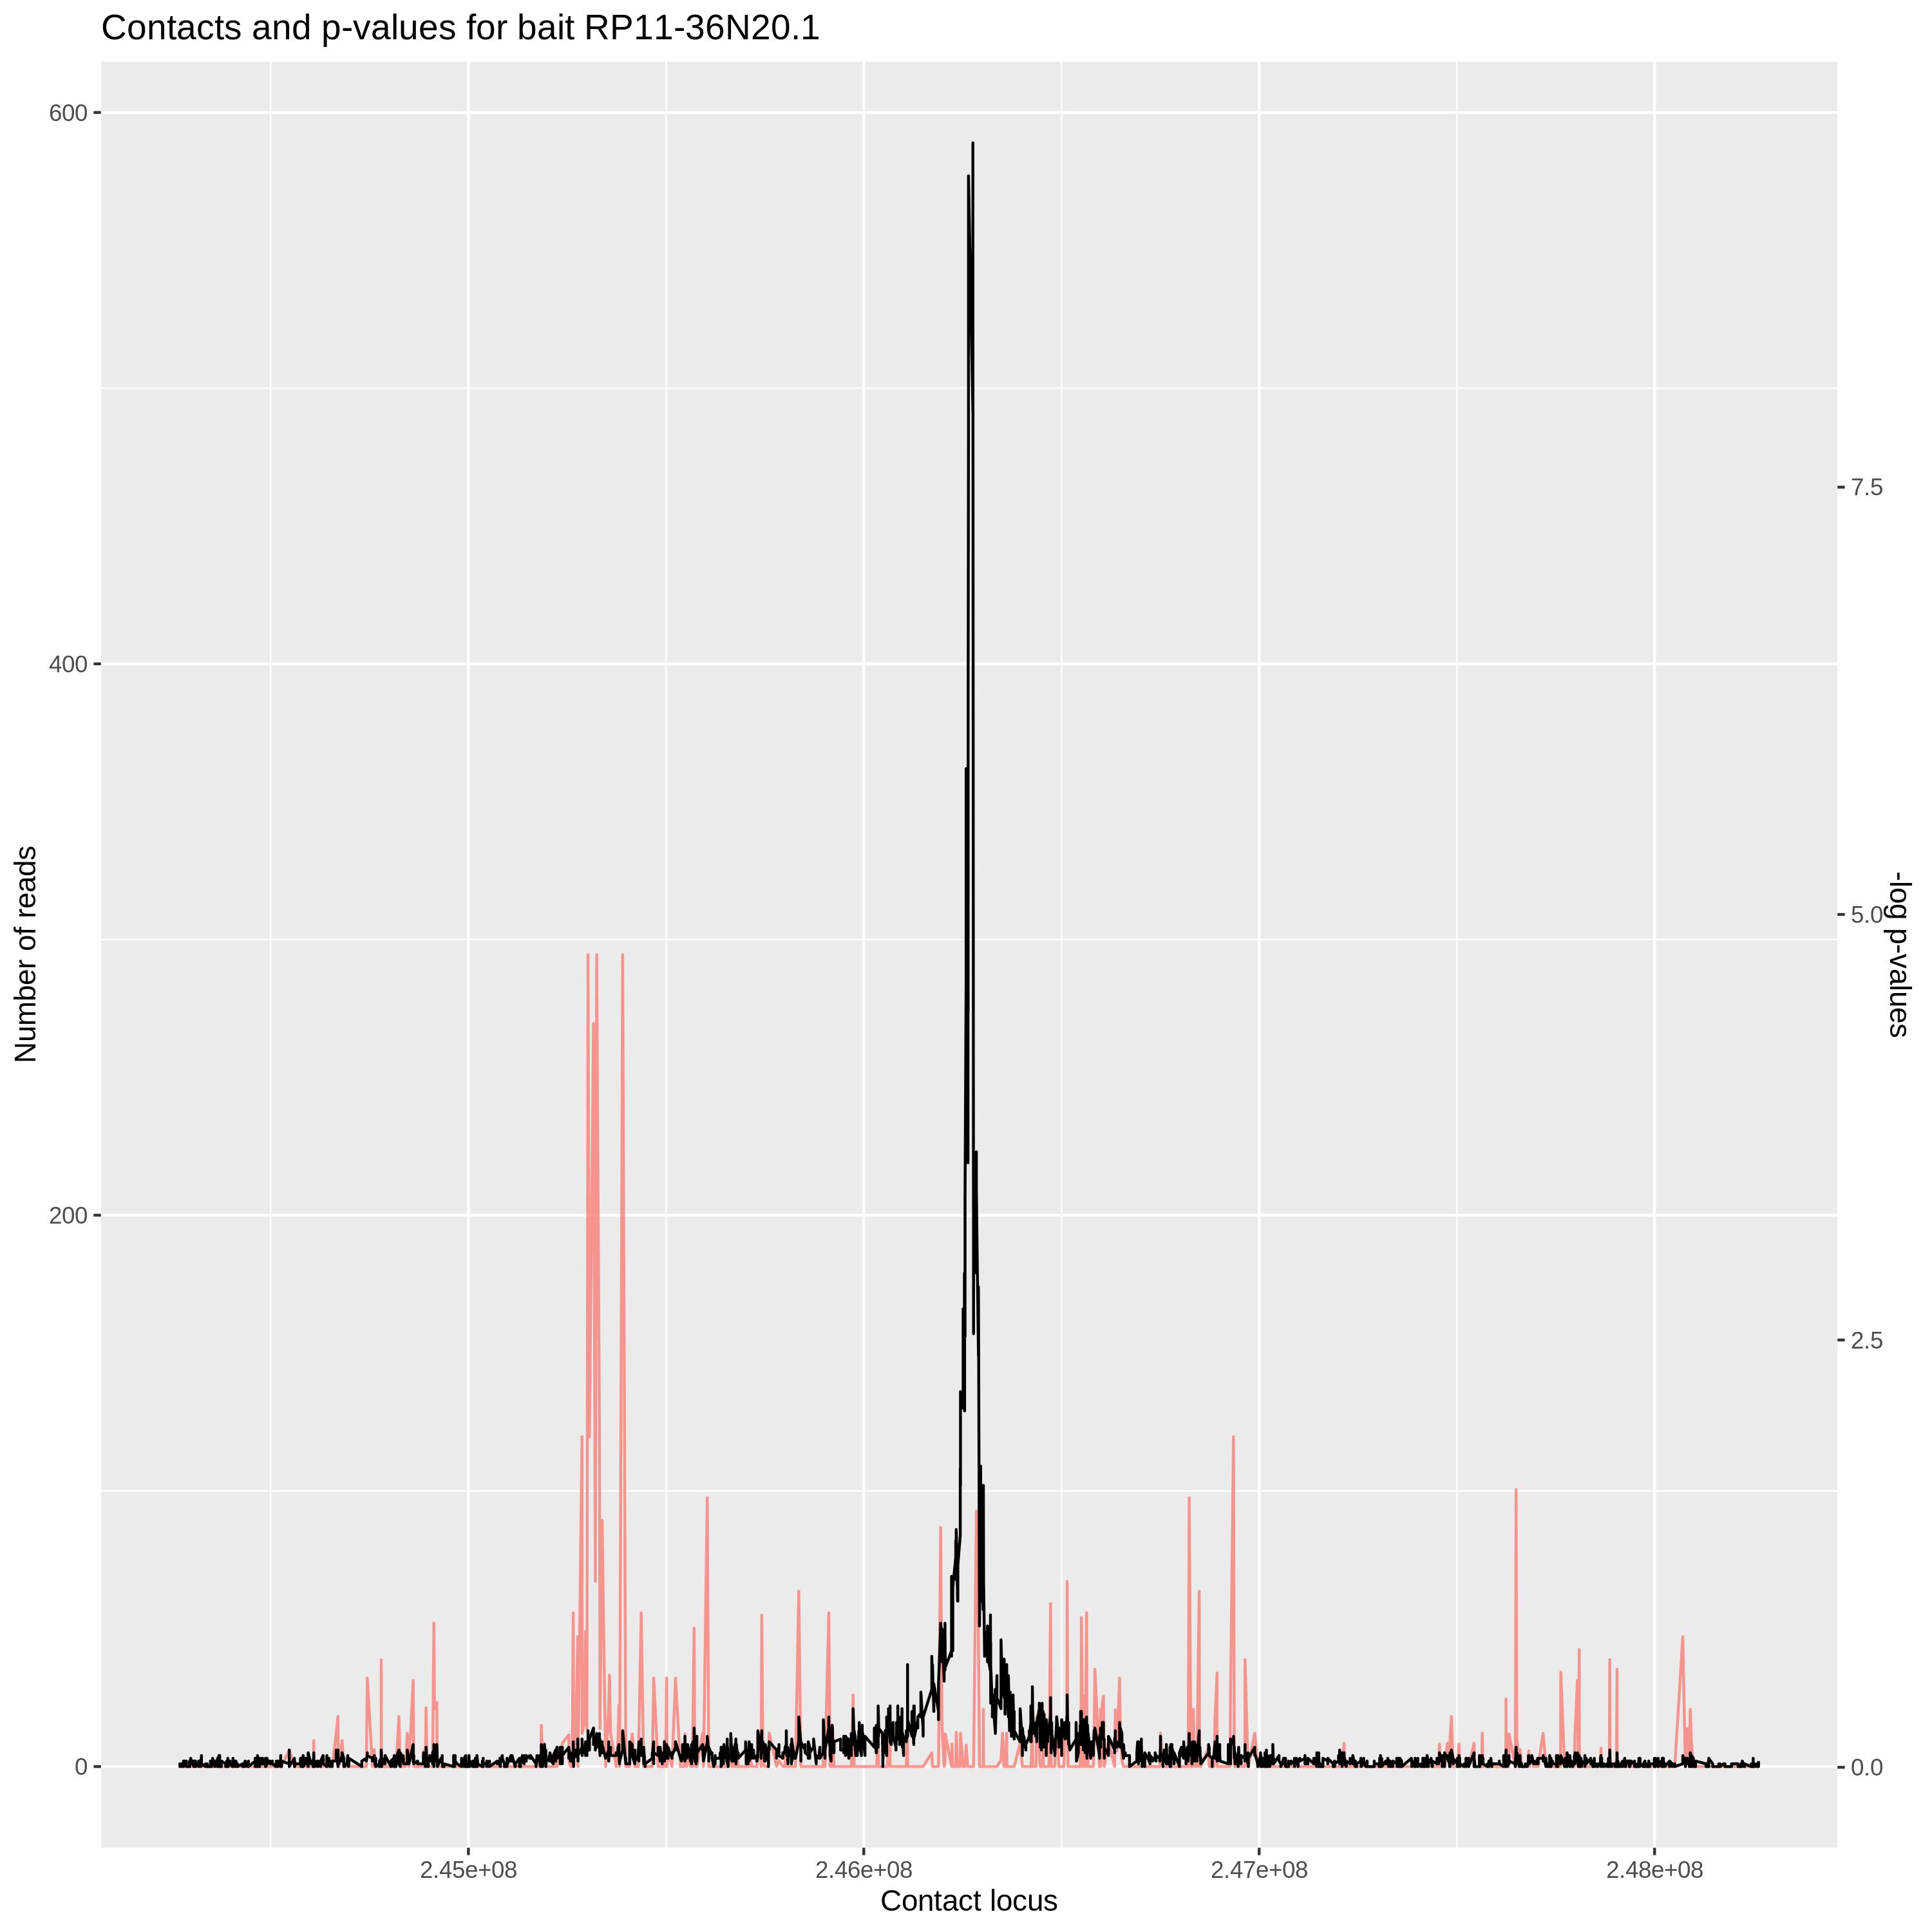 Contacts and p-values for bait RP11-36N20.1
600
400
200
0
Number of reads
7.5
5.0
2.5
0.0
-log p-values
2.45e+08
2.46e+08
2.47e+08
2.48e+08
Contact locus